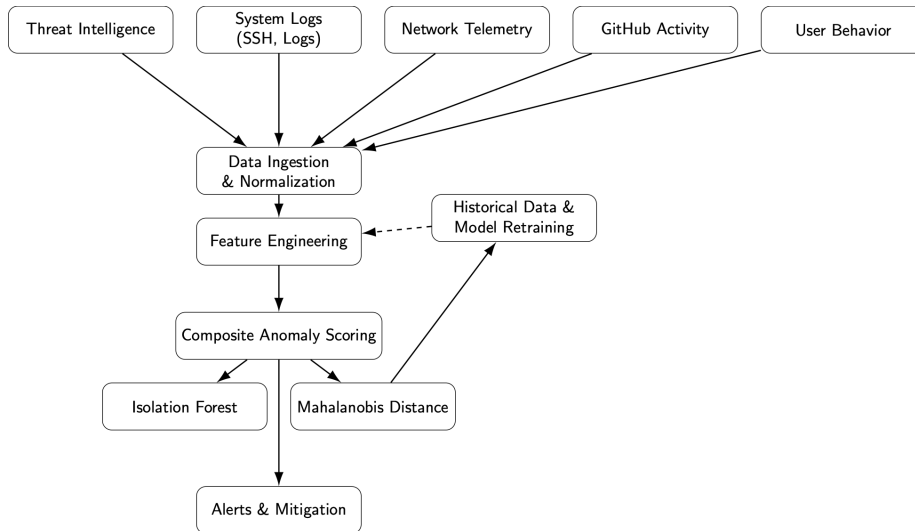 Threat Intelligence
System Logs
(SSH, Logs)
Network Telemetry
GitHub Activity
User Behavior
Data Ingestion
& Normalization
Historical Data &
Model Retraining
Feature Engineering
Composite Anomaly Scoring
Isolation Forest
Mahalanobis Distance
Alerts & Mitigation